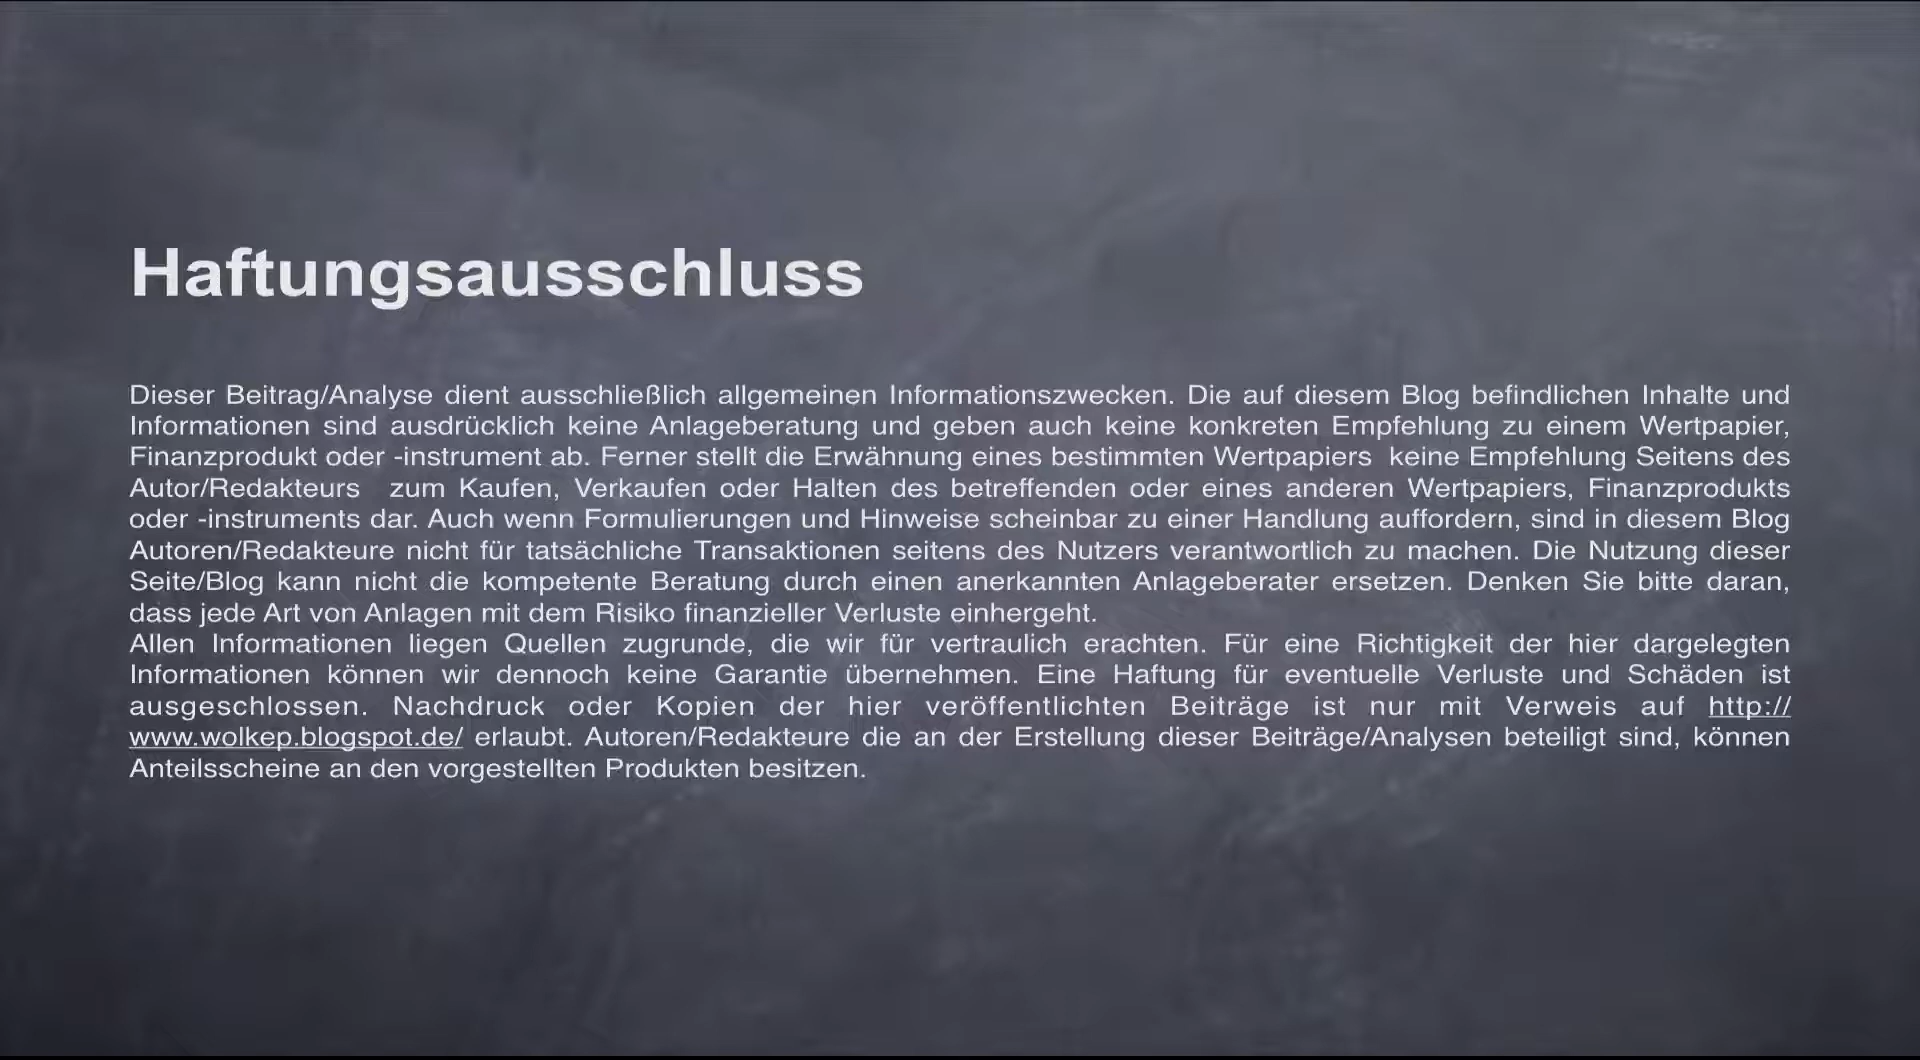 Haftungsausschluss
Dieser Beitrag/Analyse dient ausschließlich allgemeinen Informationszwecken. Die auf diesem Blog befindlichen Inhalte und
Informationen sind ausdrücklich keine Anlageberatung und geben auch keine konkreten Empfehlung zu einem Wertpapier,
Finanzprodukt oder -instrument ab. Ferner stellt die Erwähnung eines bestimmten Wertpapiers keine Empfehlung Seitens des
Autor/Redakteurs zum Kaufen, Verkaufen oder Halten des betreffenden oder eines anderen Wertpapiers, Finanzprodukts
oder -instruments dar. Auch wenn Formulierungen und Hinweise scheinbar zu einer Handlung auffordern, sind in diesem Blog
Autoren/Redakteure nicht für tatsächliche Transaktionen seitens des Nutzers verantwortlich zu machen. Die Nutzung dieser
Seite/Blog kann nicht die kompetente Beratung durch einen anerkannten Anlageberater ersetzen. Denken Sie bitte daran,
dass jede Art von Anlagen mit dem Risiko finanzieller Verluste einhergeht.
Allen Informationen liegen Quellen zugrunde, die wir für vertraulich erachten. Für eine Richtigkeit der hier dargelegten
Informationen können wir dennoch keine Garantie übernehmen. Eine Haftung für eventuelle Verluste und Schäden ist
ausgeschlossen. Nachdruck oder Kopien der hier veröffentlichten Beiträge ist nur mit Verweis auf http://
www.wolkep.blogspot.de/ erlaubt. Autoren/Redakteure die an der Erstellung dieser Beiträge/Analysen beteiligt sind, können
Anteilsscheine an den vorgestellten Produkten besitzen.